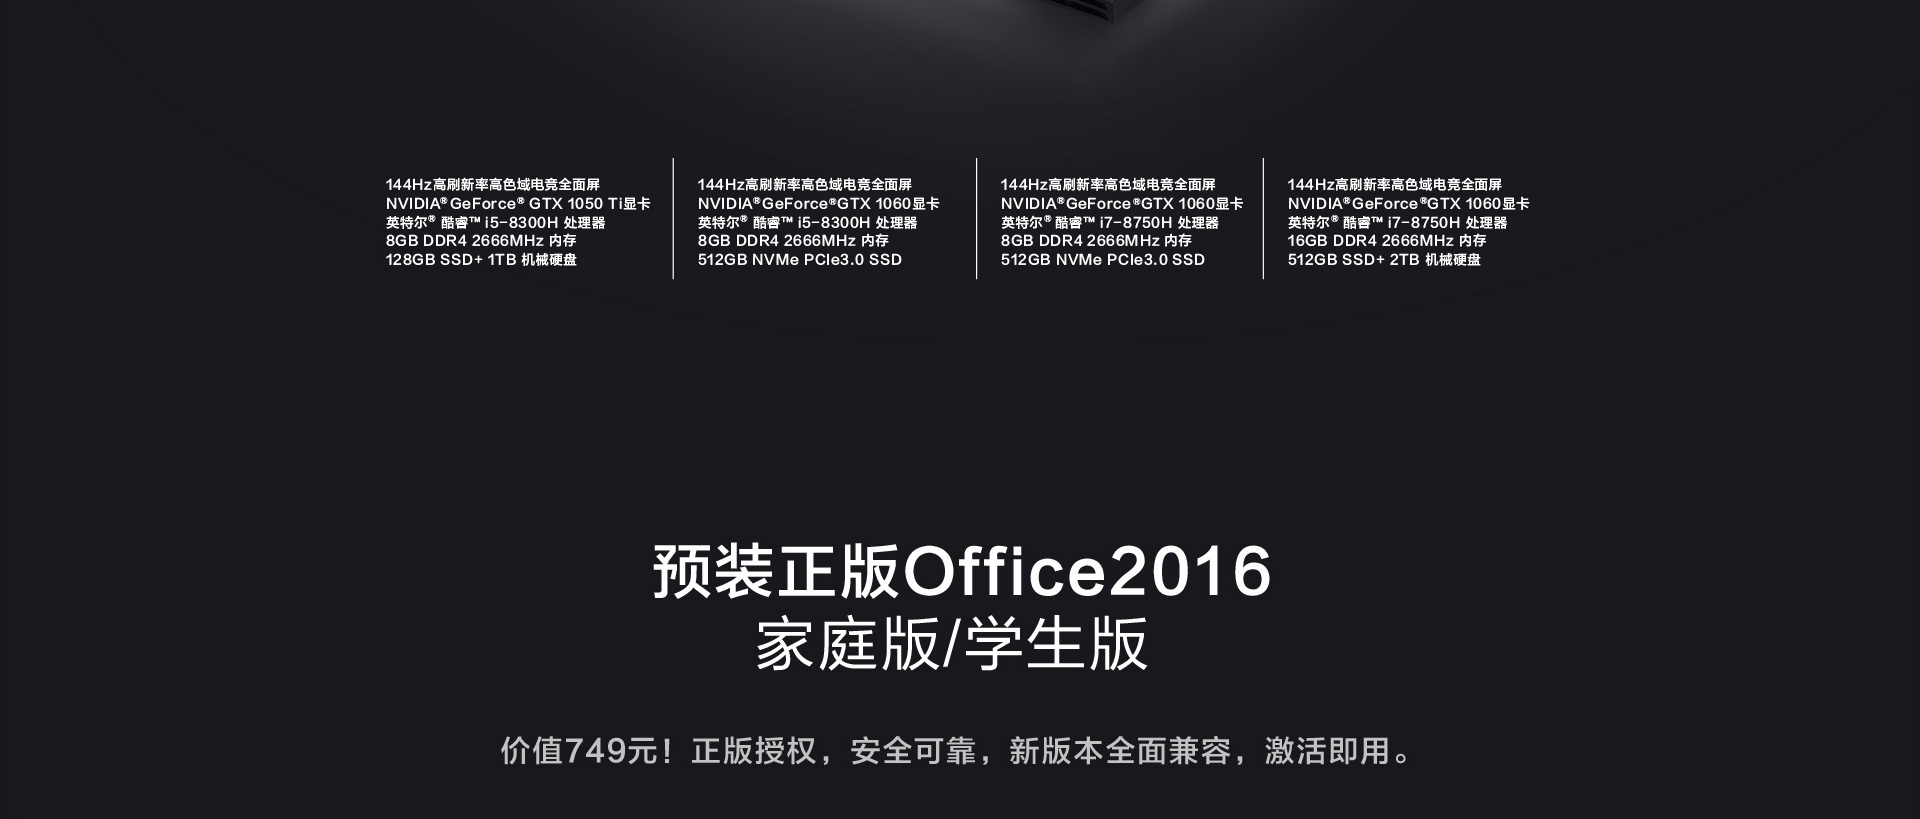 144Hz高刷新率高色域电竞全面屏
NVIDIA® GeForce® GTX 1050 Ti显卡
英特尔® 酷睿™ i5-8300H 处理器
8GB DDR4 2666MHz 内存
128GB SSD+ 1TB 机械硬盘
144Hz高刷新率高色域电竞全面屏
NVIDIA® GeForce®GTX 1060显卡
英特尔® 酷睿™ i5-8300H 处理器
8GB DDR4 2666MHz 内存
512GB NVMe PCIe3.0 SSD
144Hz高刷新率高色域电竞全面屏
NVIDIA® GeForce®GTX 1060显卡
英特尔® 酷睿™ i7-8750H 处理器
8GB DDR4 2666MHz 内存
512GB NVMe PCIe3.0 SSD
144Hz高刷新率高色域电竞全面屏
NVIDIA® GeForce®GTX 1060显卡
英特尔® 酷睿™ i7-8750H 处理器
16GB DDR4 2666MHz 内存
512GB SSD+ 2TB 机械硬盘
预装正版Office2016
家庭版/学生版
价值749元！正版授权，安全可靠，新版本全面兼容，激活即用。